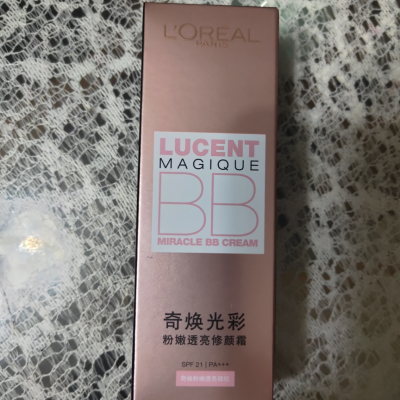 L'ORÉAL
PARIS
LUCENT
MAGIQUE
BB
MIRACLE BB CREAM
奇焕光彩
粉嫩透亮修颜霜
SPF 21 | PA+++